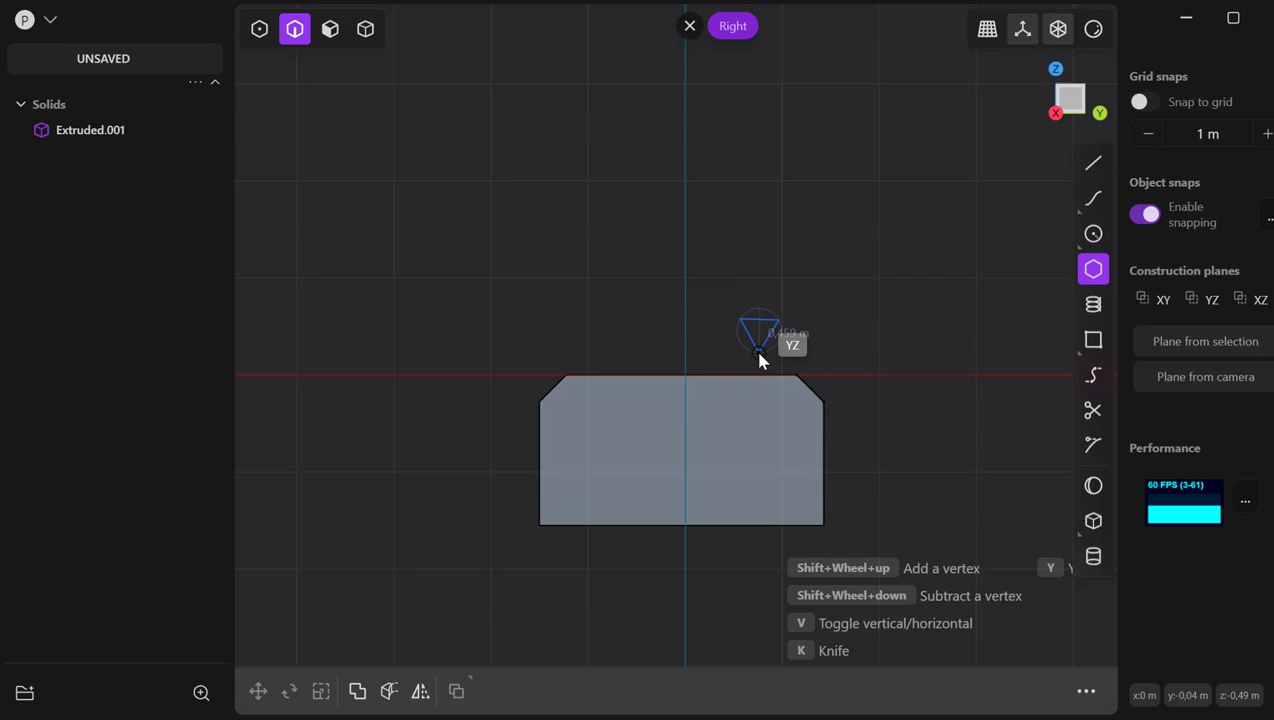 P
UNSAVED
Solids
Extruded.001
Right
Z
X
Y
0,459 m
YZ
Shift+Wheel+up Add a vertex
Y
Shift+Wheel+down Subtract a vertex
V Toggle vertical/horizontal
K Knife
Grid snaps
Snap to grid
1 m
Object snaps
Enable
snapping
Construction planes
XY YZ XZ
Plane from selection
Plane from camera
Performance
60 FPS (3-61)
x:0 m y:-0,04 m z:-0,49 m